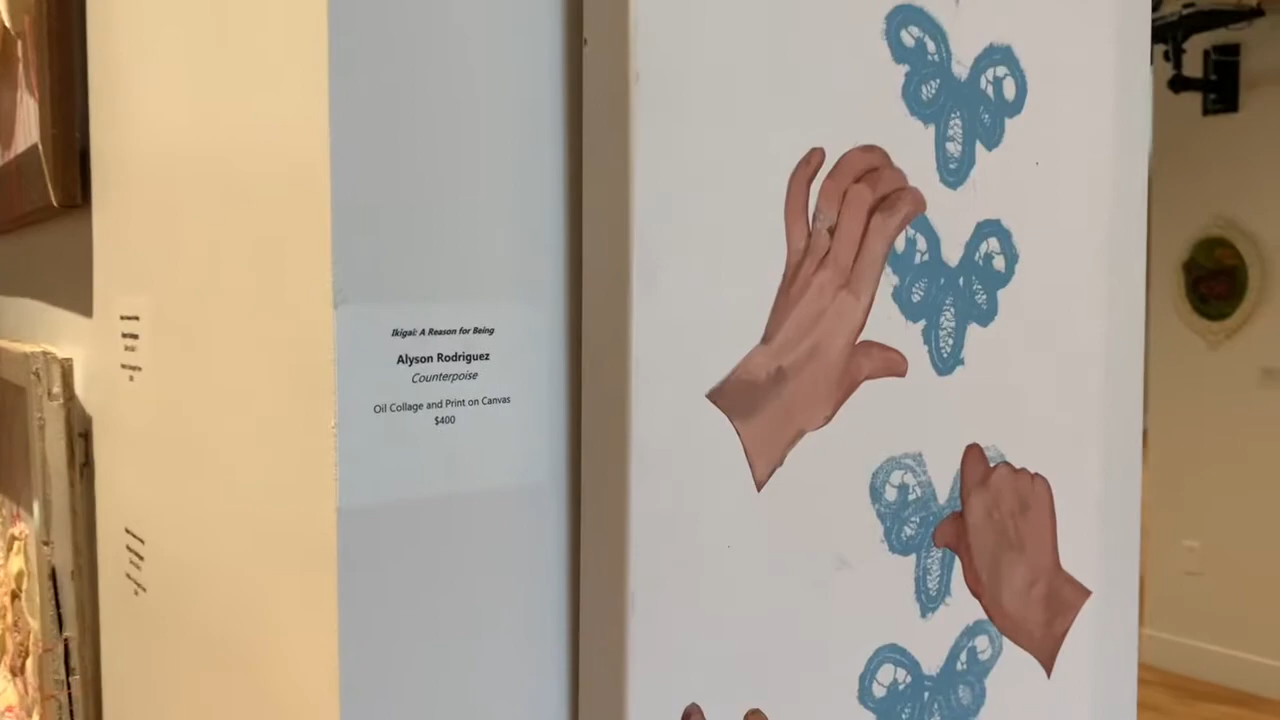 Ikigai: A Reason for Being
Alyson Rodriguez
Counterpoise
Oil Collage and Print on Canvas
$400